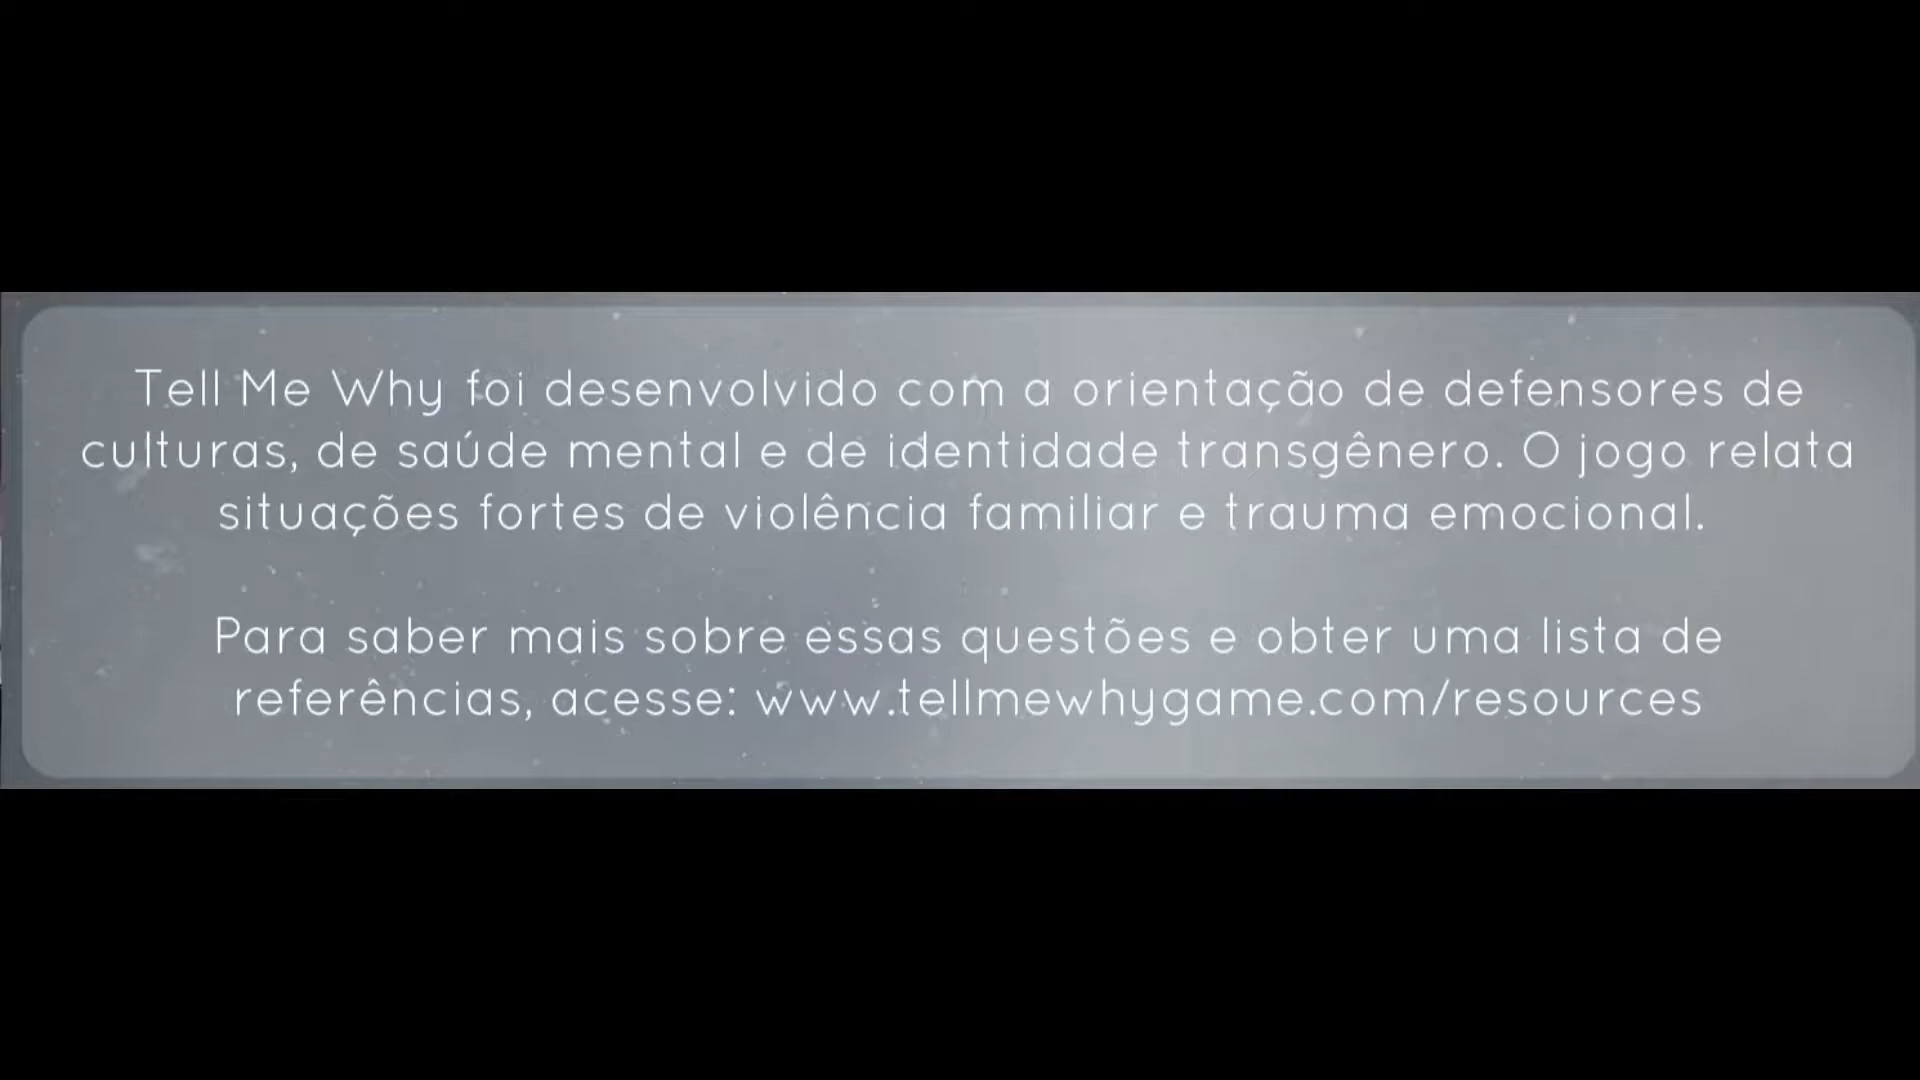 Tell Me Why foi desenvolvido com a orientação de defensores de
culturas, de saúde mental e de identidade transgênero. O jogo relata
situações fortes de violência familiar e trauma emocional.
Para saber mais sobre essas questões e obter uma lista de
referências, acesse: www.tellmewhygame.com/resources